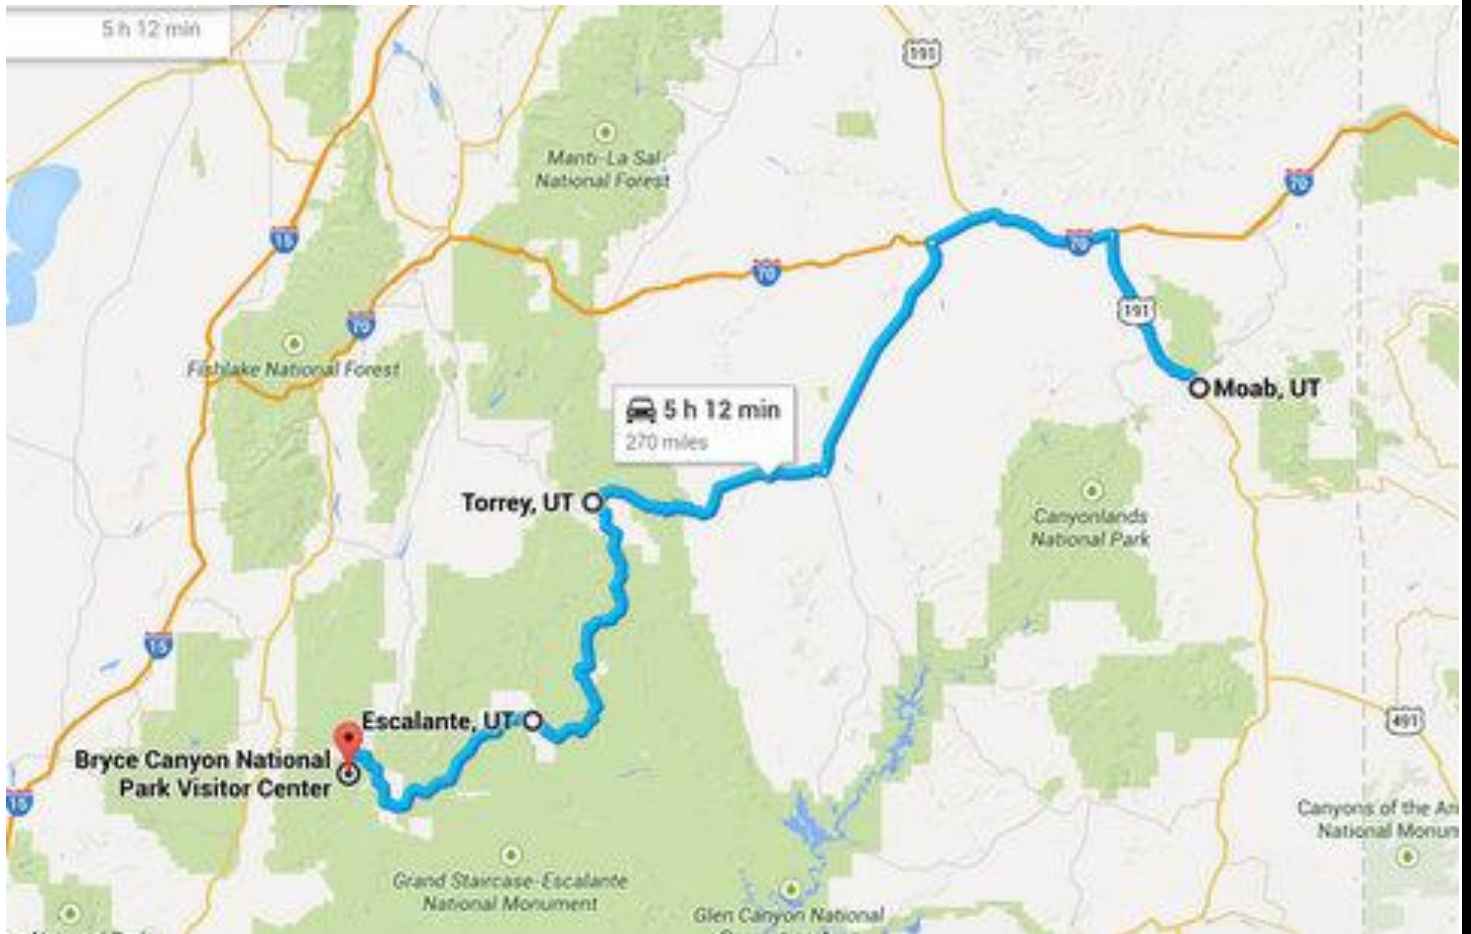 5 h 12 min
191
Manti-La Sal
National Forest
70
15
70
70
70
191
Fishlake National Forest
Moab, UT
5 h 12 min
270 miles
Torrey, UT
Canyonlands
National Park
15
Escalante, UT
491
Bryce Canyon National
Park Visitor Center
15
Canyons of the An
National Monum
Grand Staircase-Escalante
National Monument
Glen Canyon National